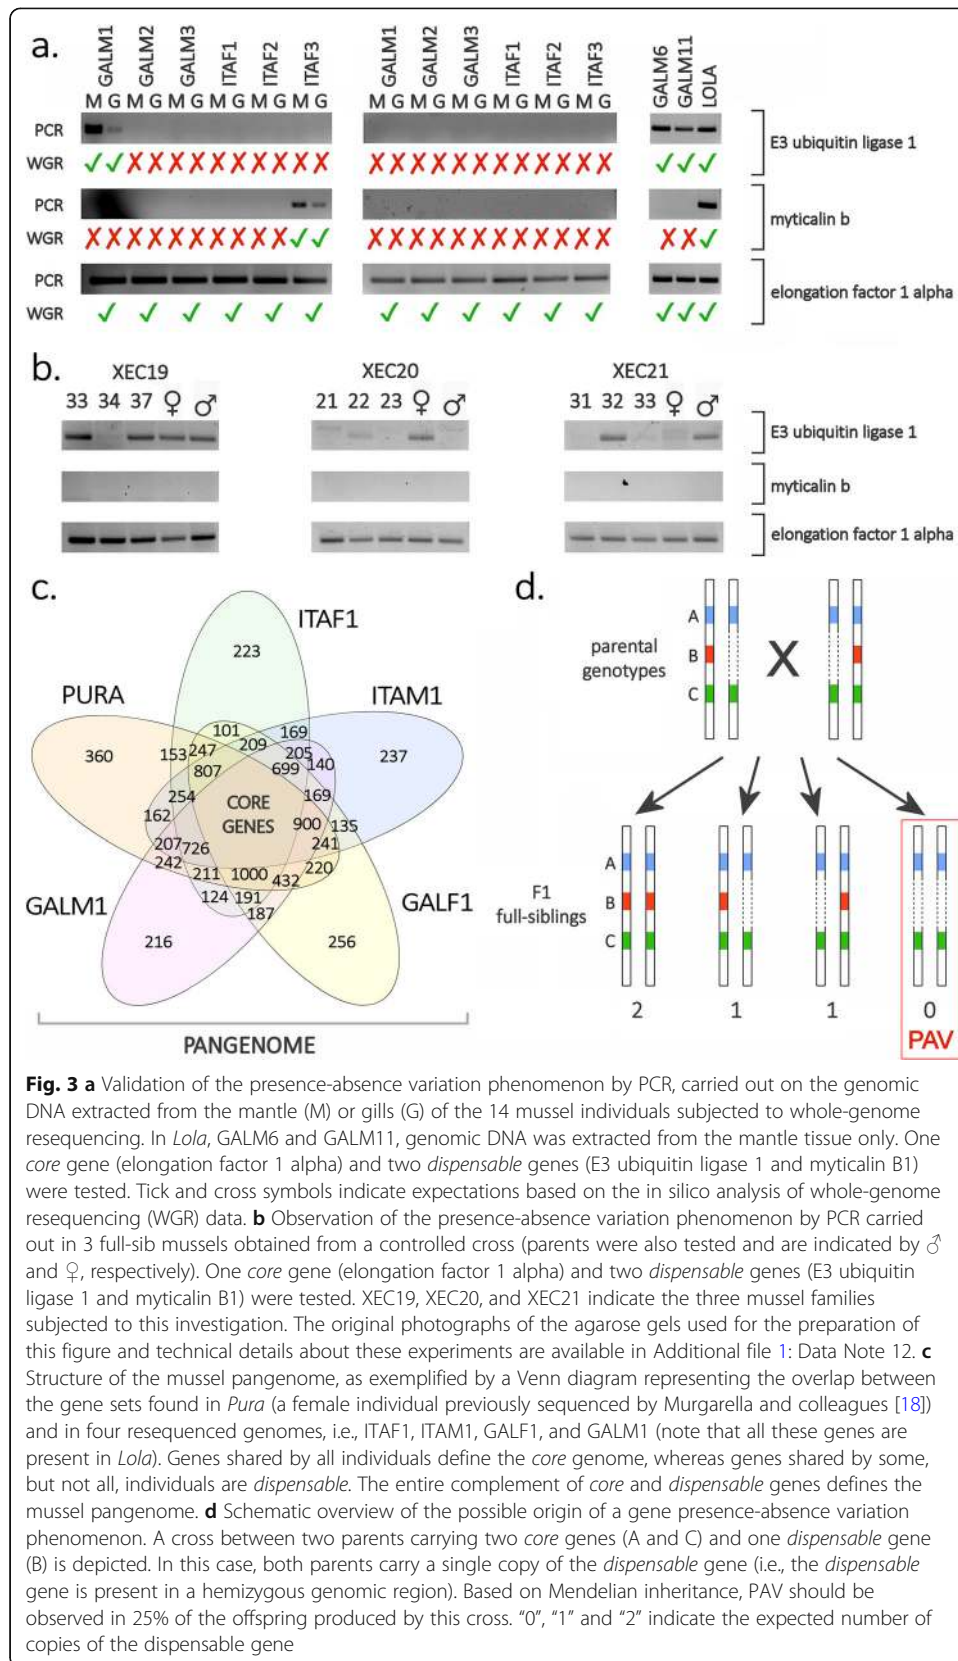 a.
GALM1 GALM2 GALM3 ITAF1 ITAF2 ITAF3 GALM1 GALM2 GALM3 ITAF1 ITAF2 ITAF3 GALM6 GALM11 LOLA
M G M G M G M G M G M G M G M G M G M G M G M G
PCR E3 ubiquitin ligase 1
WGR ✓✓✗✗✗✗✗✗✗✗✗✗ ✗✗✗✗✗✗✗✗✗✗✗✗ ✓✓✓
PCR myticalin b
WGR ✗✗✗✗✗✗✗✗✗✗✓✓ ✗✗✗✗✗✗✗✗✗✗✗✗ ✗✗✓
PCR elongation factor 1 alpha
WGR ✓ ✓ ✓ ✓ ✓ ✓ ✓ ✓ ✓ ✓ ✓ ✓ ✓✓✓
b.
XEC19 XEC20 XEC21
33 34 37 ♀ ♂ 21 22 23 ♀ ♂ 31 32 33 ♀ ♂
E3 ubiquitin ligase 1
myticalin b
elongation factor 1 alpha
c.
ITAF1
223
PURA
ITAM1
360
101
169
237
153 247
209
205
140
807
699
254
CORE
GENES
169
162
900 135
207 726
241
242
211 1000 432 220
124 191
187
GALM1
GALF1
216
256
PANGENOME
d.
parental
genotypes
A
B
C
X
F1
full-siblings
A
B
C
2 1 1 0
PAV
Fig. 3 a Validation of the presence-absence variation phenomenon by PCR, carried out on the genomic
DNA extracted from the mantle (M) or gills (G) of the 14 mussel individuals subjected to whole-genome
resequencing. In Lola, GALM6 and GALM11, genomic DNA was extracted from the mantle tissue only. One
core gene (elongation factor 1 alpha) and two dispensable genes (E3 ubiquitin ligase 1 and myticalin B1)
were tested. Tick and cross symbols indicate expectations based on the in silico analysis of whole-genome
resequencing (WGR) data. b Observation of the presence-absence variation phenomenon by PCR carried
out in 3 full-sib mussels obtained from a controlled cross (parents were also tested and are indicated by ♂
and ♀, respectively). One core gene (elongation factor 1 alpha) and two dispensable genes (E3 ubiquitin
ligase 1 and myticalin B1) were tested. XEC19, XEC20, and XEC21 indicate the three mussel families
subjected to this investigation. The original photographs of the agarose gels used for the preparation of
this figure and technical details about these experiments are available in Additional file 1: Data Note 12. c
Structure of the mussel pangenome, as exemplified by a Venn diagram representing the overlap between
the gene sets found in Pura (a female individual previously sequenced by Murgarella and colleagues [18])
and in four resequenced genomes, i.e., ITAF1, ITAM1, GALF1, and GALM1 (note that all these genes are
present in Lola). Genes shared by all individuals define the core genome, whereas genes shared by some,
but not all, individuals are dispensable. The entire complement of core and dispensable genes defines the
mussel pangenome. d Schematic overview of the possible origin of a gene presence-absence variation
phenomenon. A cross between two parents carrying two core genes (A and C) and one dispensable gene
(B) is depicted. In this case, both parents carry a single copy of the dispensable gene (i.e., the dispensable
gene is present in a hemizygous genomic region). Based on Mendelian inheritance, PAV should be
observed in 25% of the offspring produced by this cross. “0”, “1” and “2” indicate the expected number of
copies of the dispensable gene